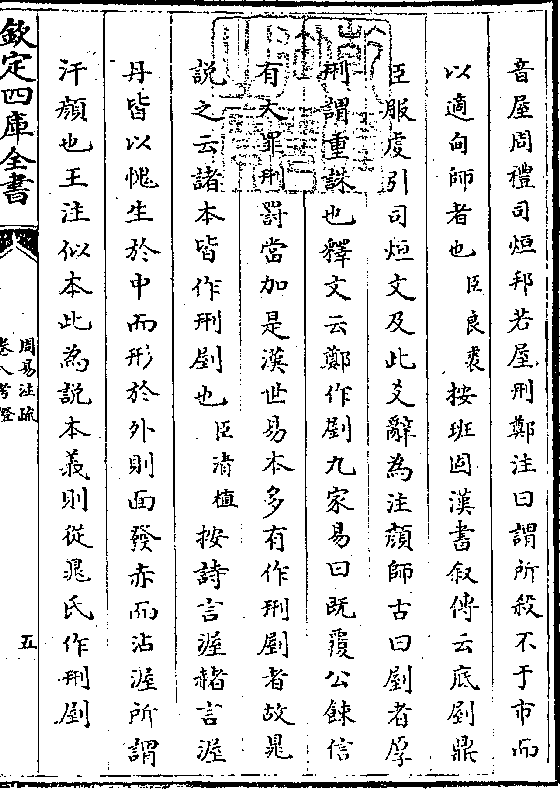 音屋周禮司烜邦若屋刑鄭注曰謂所殺不于市而
以適甸師者也臣良裘按班固漢書叙傳云底剭鼎
臣服虔引司烜文及此爻辭為注顔師古曰剭者厚
刑謂重誅也釋文云鄭作剭九家易曰既覆公餗信
有大罪刑罰當加是漢世易本多有作刑剭者故晁
説之云諸本皆作刑剭也臣清植按詩言渥赭言渥
丹皆以愧生於中而形於外則面發赤而沾渥所謂
汗顔也王注似本此為説本義則從晁氏作刑剭
欽定四庫全書
周易注疏
卷八考證
五